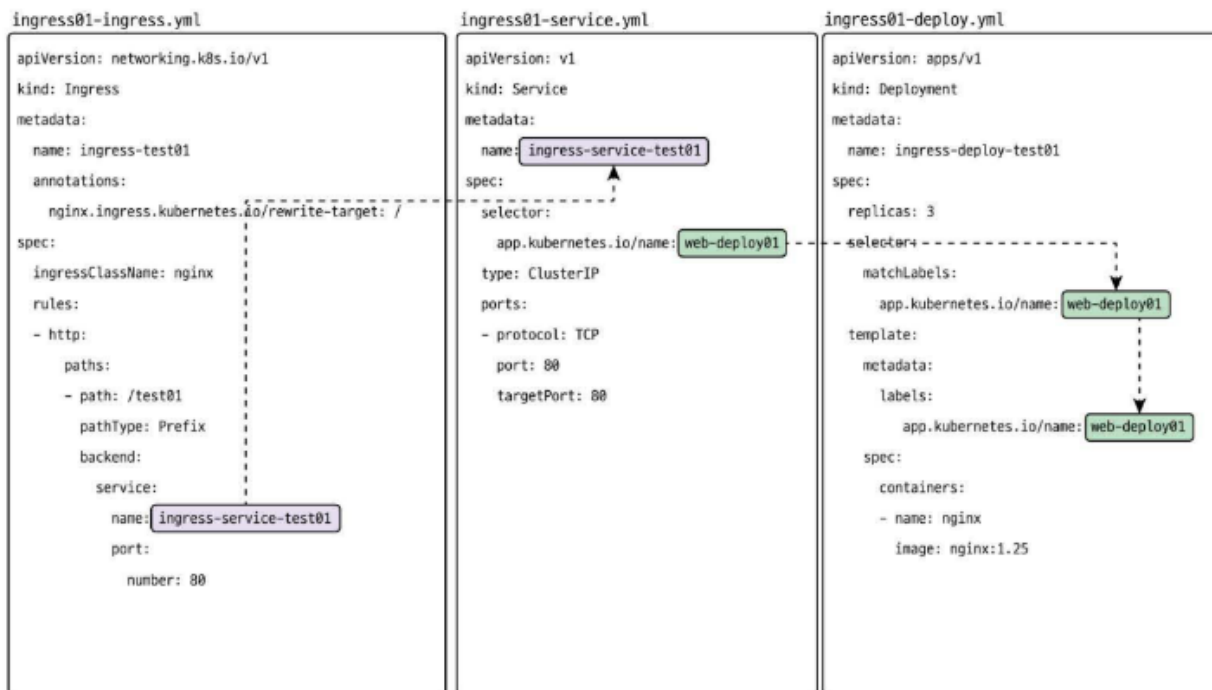 ingress01-ingress.yml
apiVersion: networking.k8s.io/v1
kind: Ingress
metadata:
  name: ingress-test01
  annotations:
    nginx.ingress.kubernetes.io/rewrite-target: /
spec:
  ingressClassName: nginx
  rules:
  - http:
      paths:
      - path: /test01
        pathType: Prefix
        backend:
          service:
            name: ingress-service-test01
            port:
              number: 80
ingress01-service.yml
apiVersion: v1
kind: Service
metadata:
  name: ingress-service-test01
spec:
  selector:
    app.kubernetes.io/name: web-deploy01
  type: ClusterIP
  ports:
  - protocol: TCP
    port: 80
    targetPort: 80
ingress01-deploy.yml
apiVersion: apps/v1
kind: Deployment
metadata:
  name: ingress-deploy-test01
spec:
  replicas: 3
  selector:
    matchLabels:
      app.kubernetes.io/name: web-deploy01
  template:
    metadata:
      labels:
        app.kubernetes.io/name: web-deploy01
    spec:
      containers:
      - name: nginx
        image: nginx:1.25